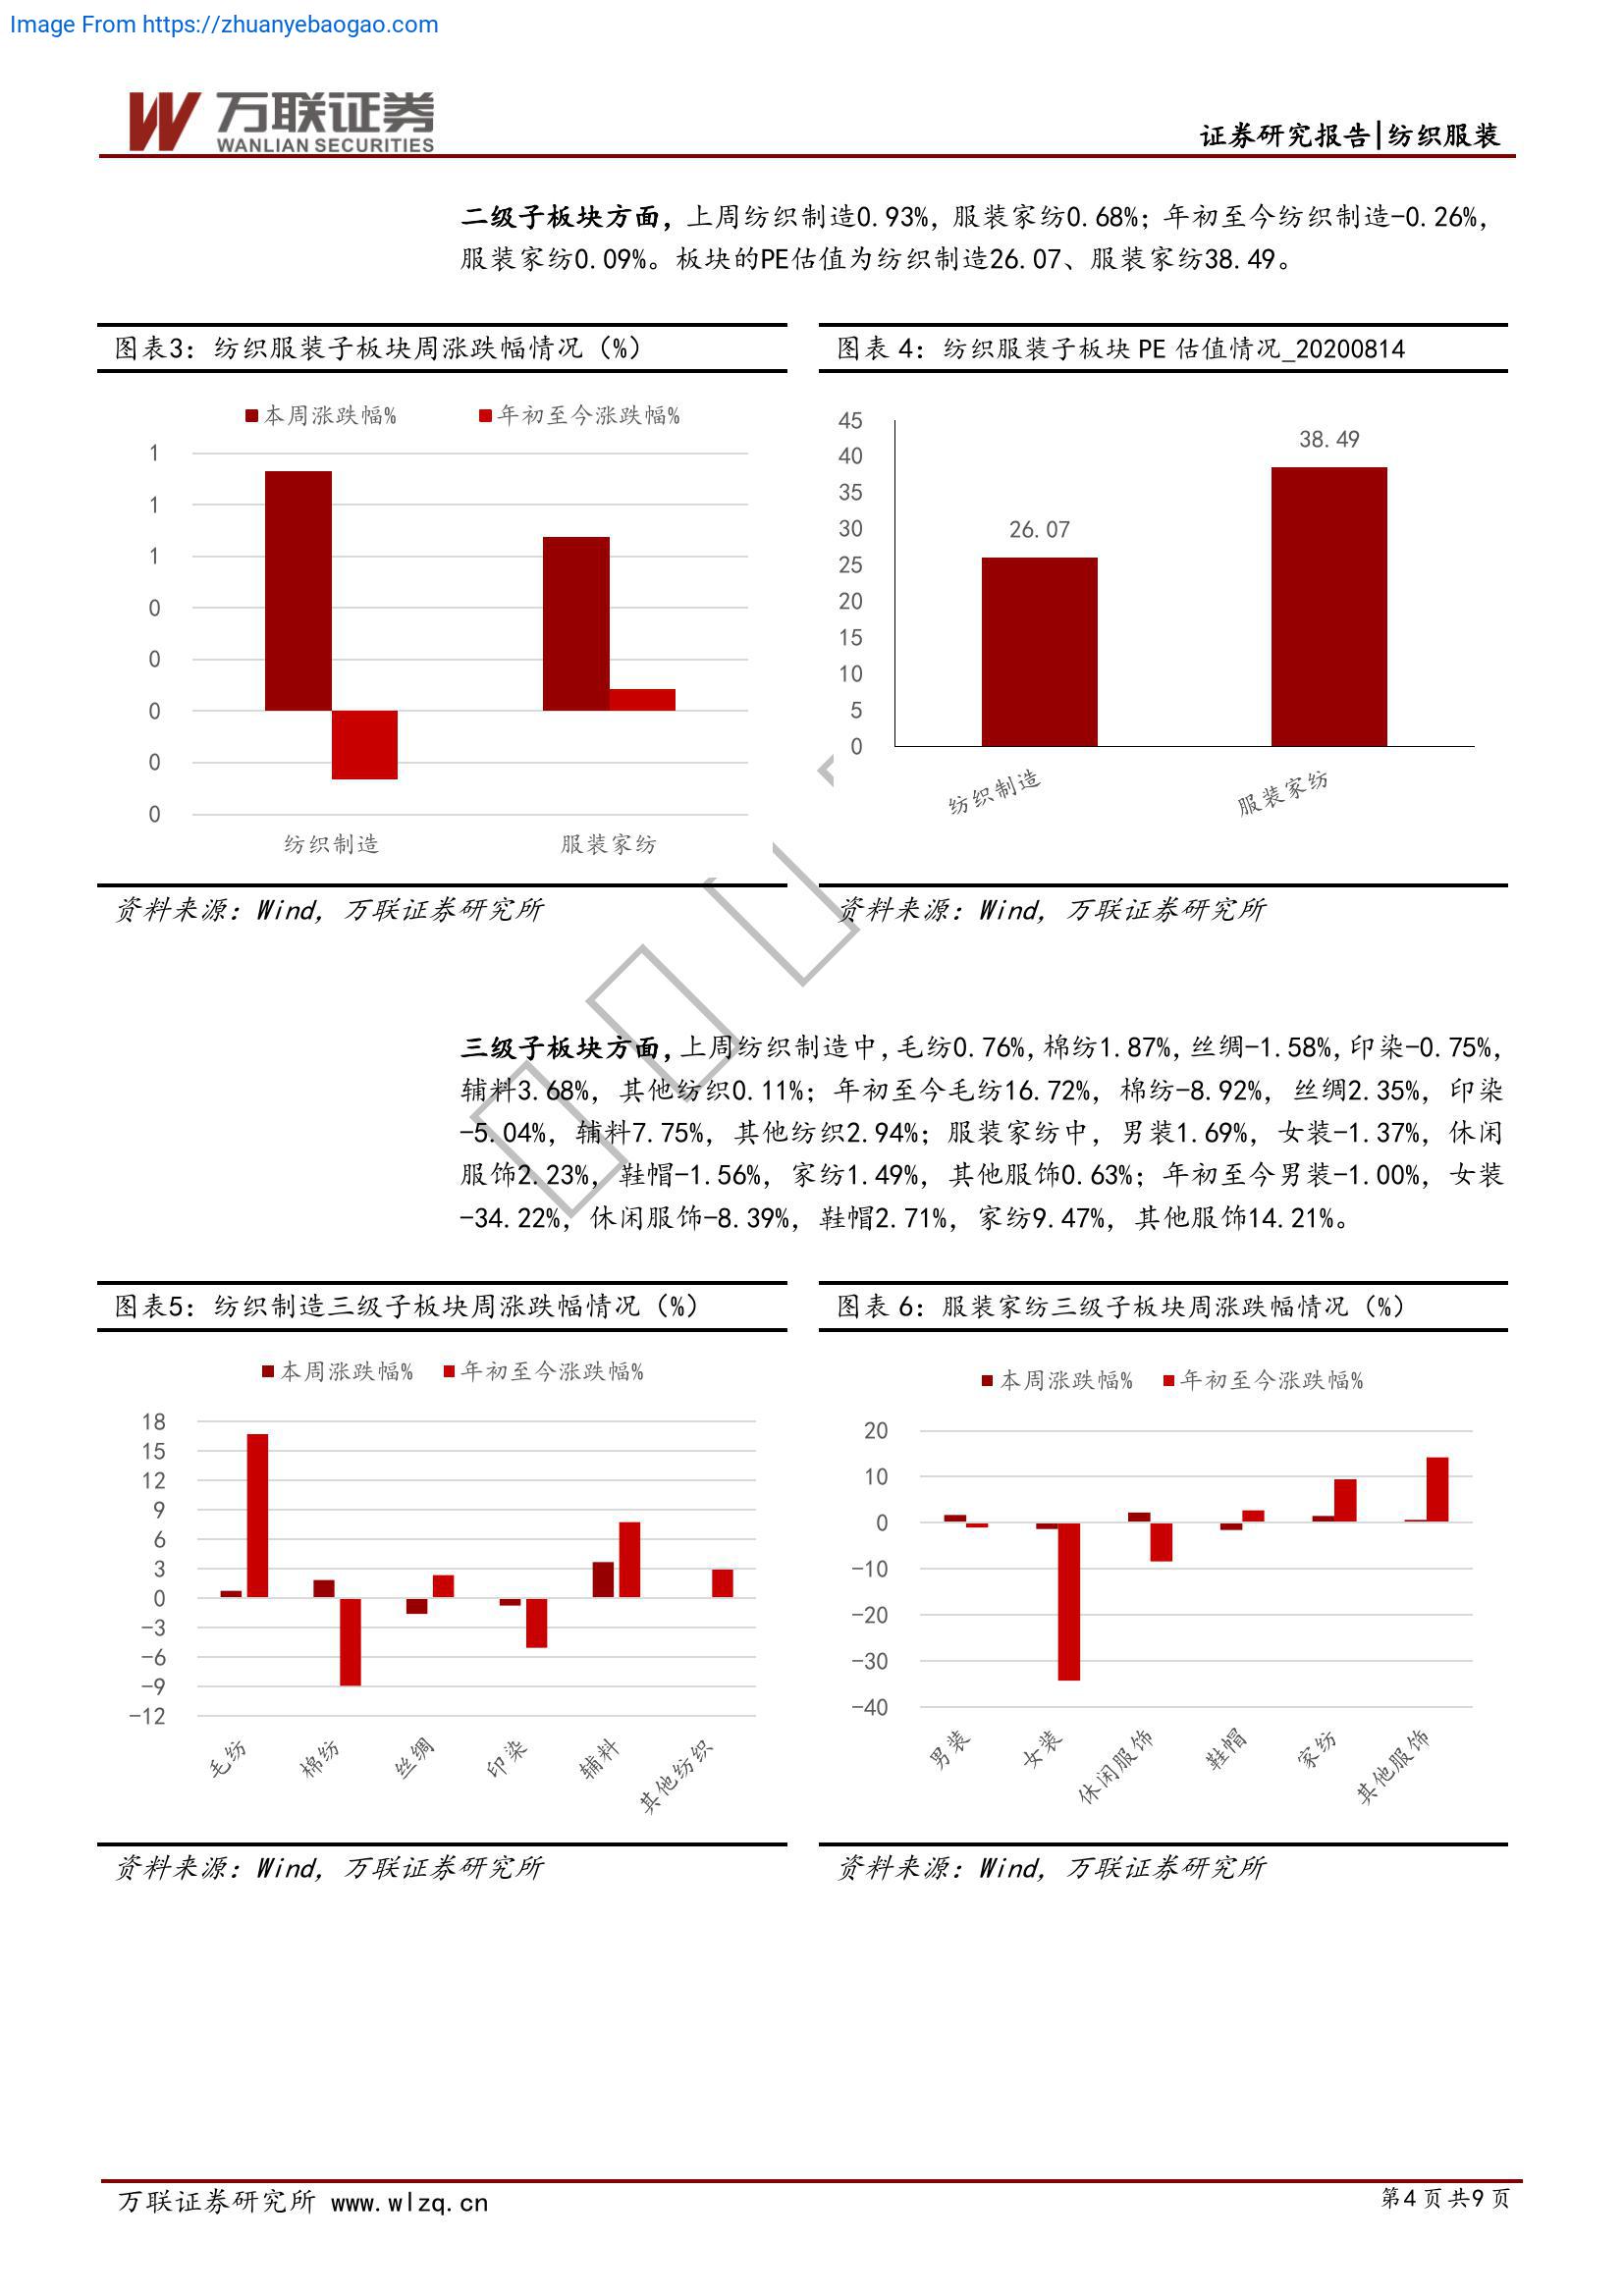 Image From https://zhuanyebaogao.com
万联证券
WANLIAN SECURITIES
证券研究报告|纺织服装
二级子板块方面，上周纺织制造0.93%，服装家纺0.68%；年初至今纺织制造-0.26%，
服装家纺0.09%。板块的PE估值为纺织制造26.07、服装家纺38.49。
图表3：纺织服装子板块周涨跌幅情况（%）
本周涨跌幅% 年初至今涨跌幅%
1
1
1
0
0
0
0
0
纺织制造 服装家纺
资料来源：Wind，万联证券研究所
图表 4：纺织服装子板块 PE 估值情况_20200814
45
40
35
30
25
20
15
10
5
0
26.07
38.49
纺织制造 服装家纺
资料来源：Wind，万联证券研究所
三级子板块方面，上周纺织制造中，毛纺0.76%，棉纺1.87%，丝绸-1.58%，印染-0.75%，
辅料3.68%，其他纺织0.11%；年初至今毛纺16.72%，棉纺-8.92%，丝绸2.35%，印染
-5.04%，辅料7.75%，其他纺织2.94%；服装家纺中，男装1.69%，女装-1.37%，休闲
服饰2.23%，鞋帽-1.56%，家纺1.49%，其他服饰0.63%；年初至今男装-1.00%，女装
-34.22%，休闲服饰-8.39%，鞋帽2.71%，家纺9.47%，其他服饰14.21%。
图表5：纺织制造三级子板块周涨跌幅情况（%）
本周涨跌幅% 年初至今涨跌幅%
18
15
12
9
6
3
0
-3
-6
-9
-12
毛纺 棉纺 丝绸 印染 辅料 其他纺织
资料来源：Wind，万联证券研究所
图表 6：服装家纺三级子板块周涨跌幅情况（%）
本周涨跌幅% 年初至今涨跌幅%
20
10
0
-10
-20
-30
-40
男装 女装 休闲服饰 鞋帽 家纺 其他服饰
资料来源：Wind，万联证券研究所
万联证券研究所 www.wlzq.cn
第4页共9页